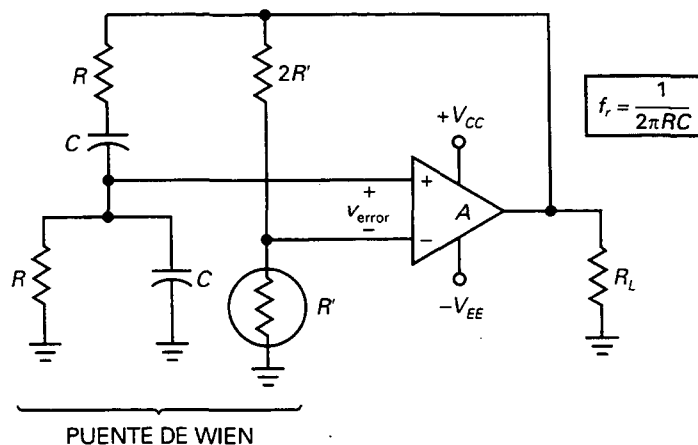 R
2R'
f_r = 1/2πRC
+V_CC
C
+
v_error
−
+
A
−
R
C
R'
−V_EE
R_L
PUENTE DE WIEN